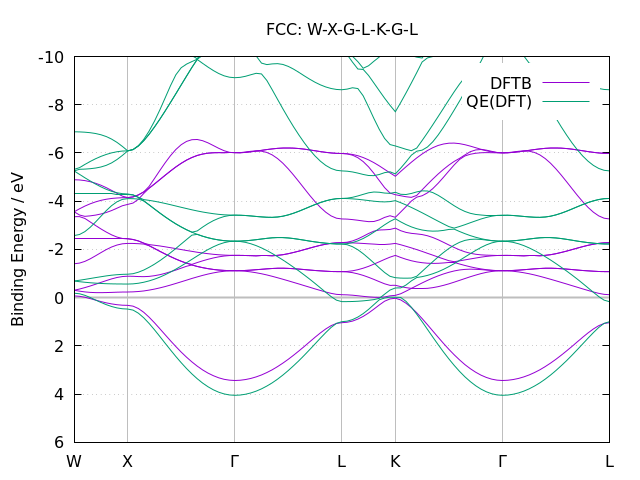 FCC: W-X-G-L-K-G-L
DFTB
QE(DFT)
Binding Energy / eV
-10
-8
-6
-4
-2
0
2
4
6
W X Γ L K Γ L